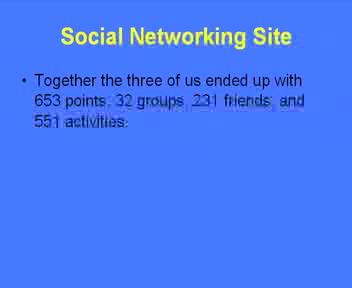 Social Networking Site
• Together the three of us ended up with
653 points, 32 groups, 231 friends, and
551 activities.